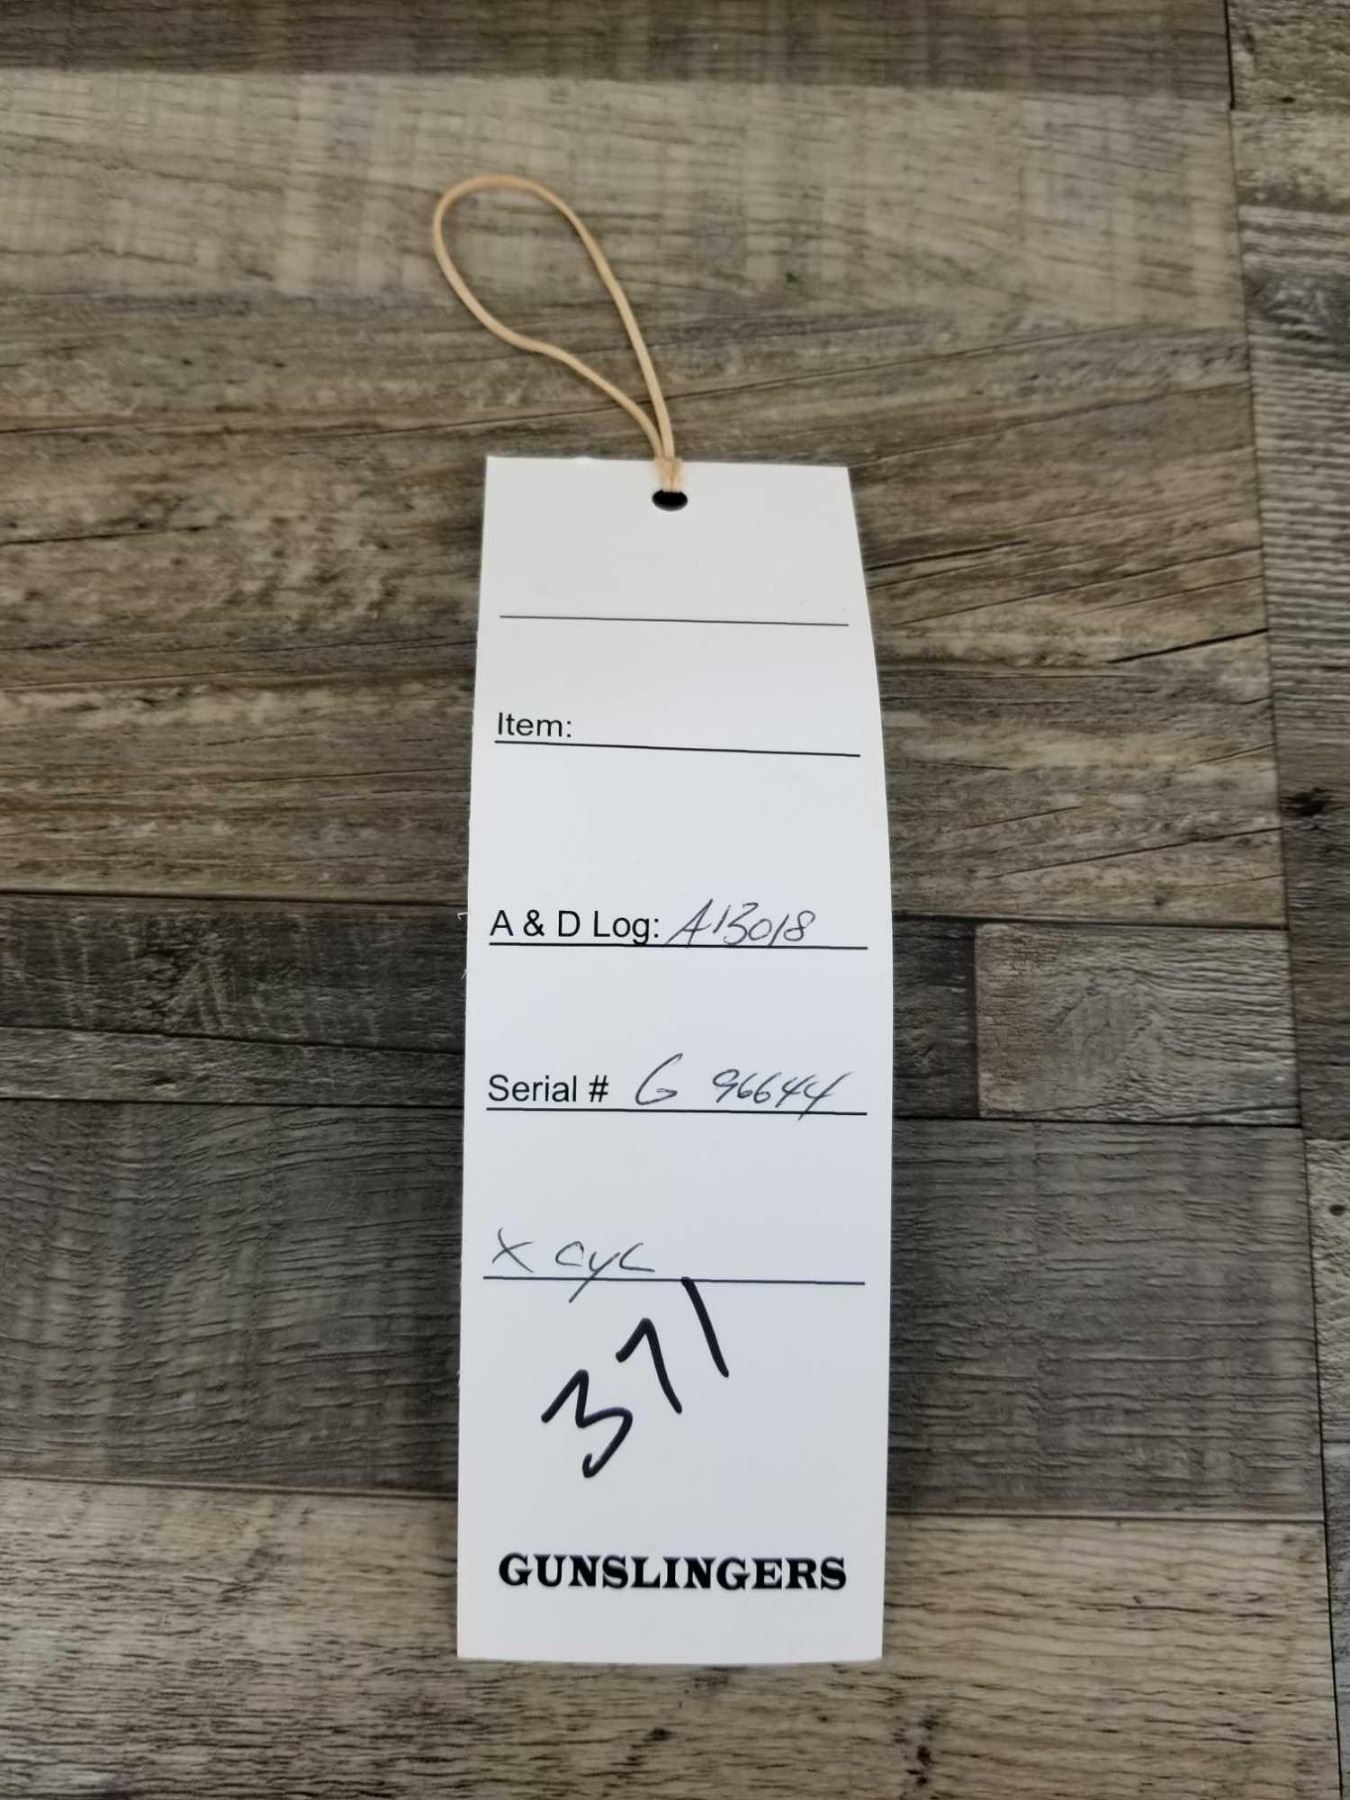 Item:
A & D Log: A13018
Serial # G 96644
X CYL
371
GUNSLINGERS